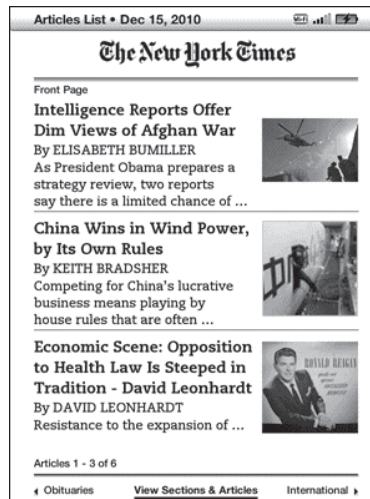 Articles List • Dec 15, 2010
The New York Times
Front Page
Intelligence Reports Offer
Dim Views of Afghan War
By ELISABETH BUMILLER
As President Obama prepares a
strategy review, two reports
say there is a limited chance of ...
China Wins in Wind Power,
by Its Own Rules
By KEITH BRADSHER
Competing for China's lucrative
business means playing by
house rules that are often ...
Economic Scene: Opposition
to Health Law Is Steeped in
Tradition - David Leonhardt
By DAVID LEONHARDT
Resistance to the expansion of ...
RONALD REAGAN
Articles 1 - 3 of 6
Obituaries
View Sections & Articles
International